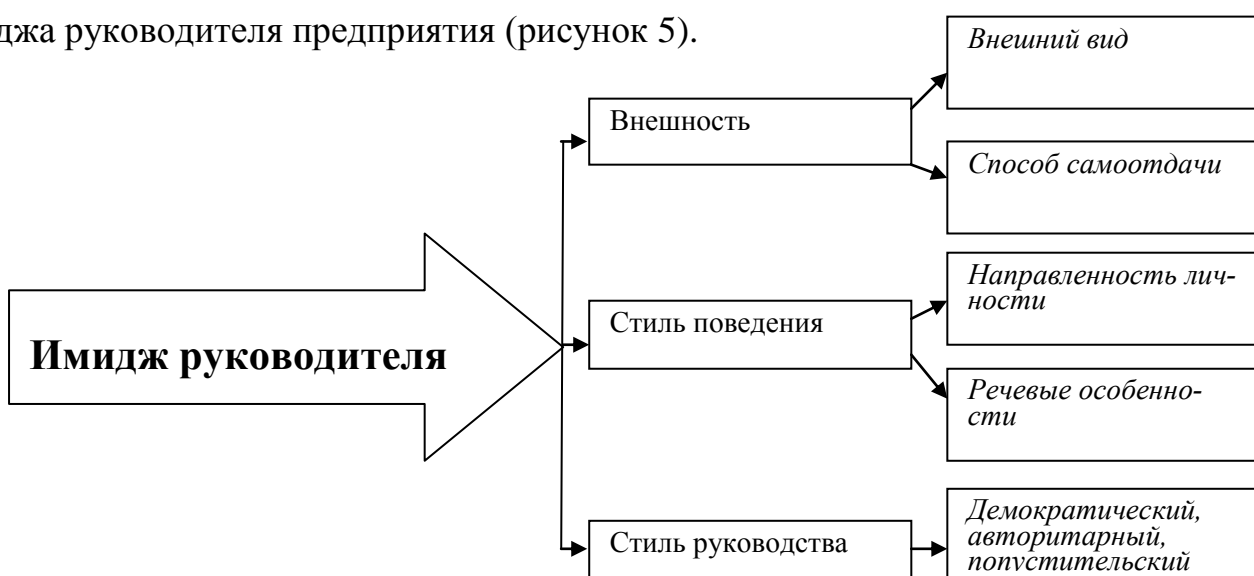 джа руководителя предприятия (рисунок 5).
Внешний вид
Внешность
Способ самоотдачи
Направленность лич-
ности
Стиль поведения
Имидж руководителя
Речевые особенно-
сти
Демократический,
авторитарный,
попустительский
Стиль руководства